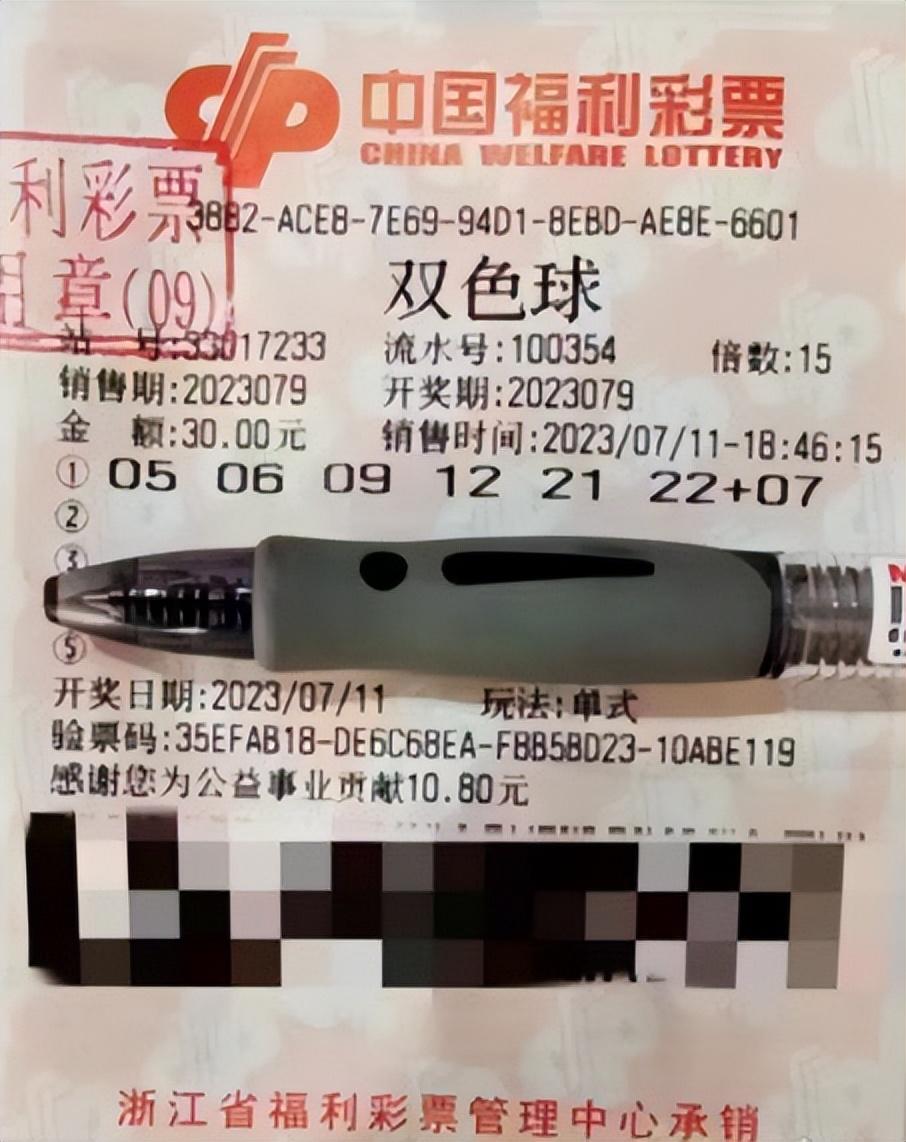 中国福利彩票
CHINA WELFARE LOTTERY
利彩票
章(09)
3882-ACE8-7E69-94D1-8E8D-AE8E-6601
双色球
站 号:33017233 流水号:100354 倍数:15
销售期:2023079 开奖期:2023079
金 额:30.00元 销售时间:2023/07/11-18:46:15
① 05 06 09 12 21 22+07
②
③
⑤
开奖日期:2023/07/11 玩法:单式
验票码:35EFAB18-DE6C68EA-F8B5BD23-10ABE119
感谢您为公益事业贡献10.80元
浙江省福利彩票管理中心承销